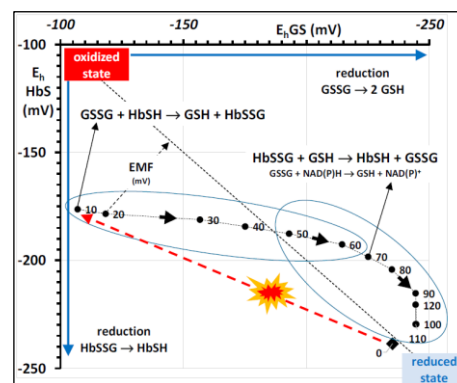 -100 -150 -200 -250
EₕGS (mV)
-100
Eₕ
HbS
(mV)
-150
-200
-250
oxidized
state
reduction
GSSG → 2 GSH
GSSG + HbSH → GSH + HbSSG
EMF
(mV)
HbSSG + GSH → HbSH + GSSG
GSSG + NAD(P)H → GSH + NAD(P)⁺
10
20
30
40
50
60
70
80
90
120
100
110
0
reduction
HbSSG → HbSH
reduced
state